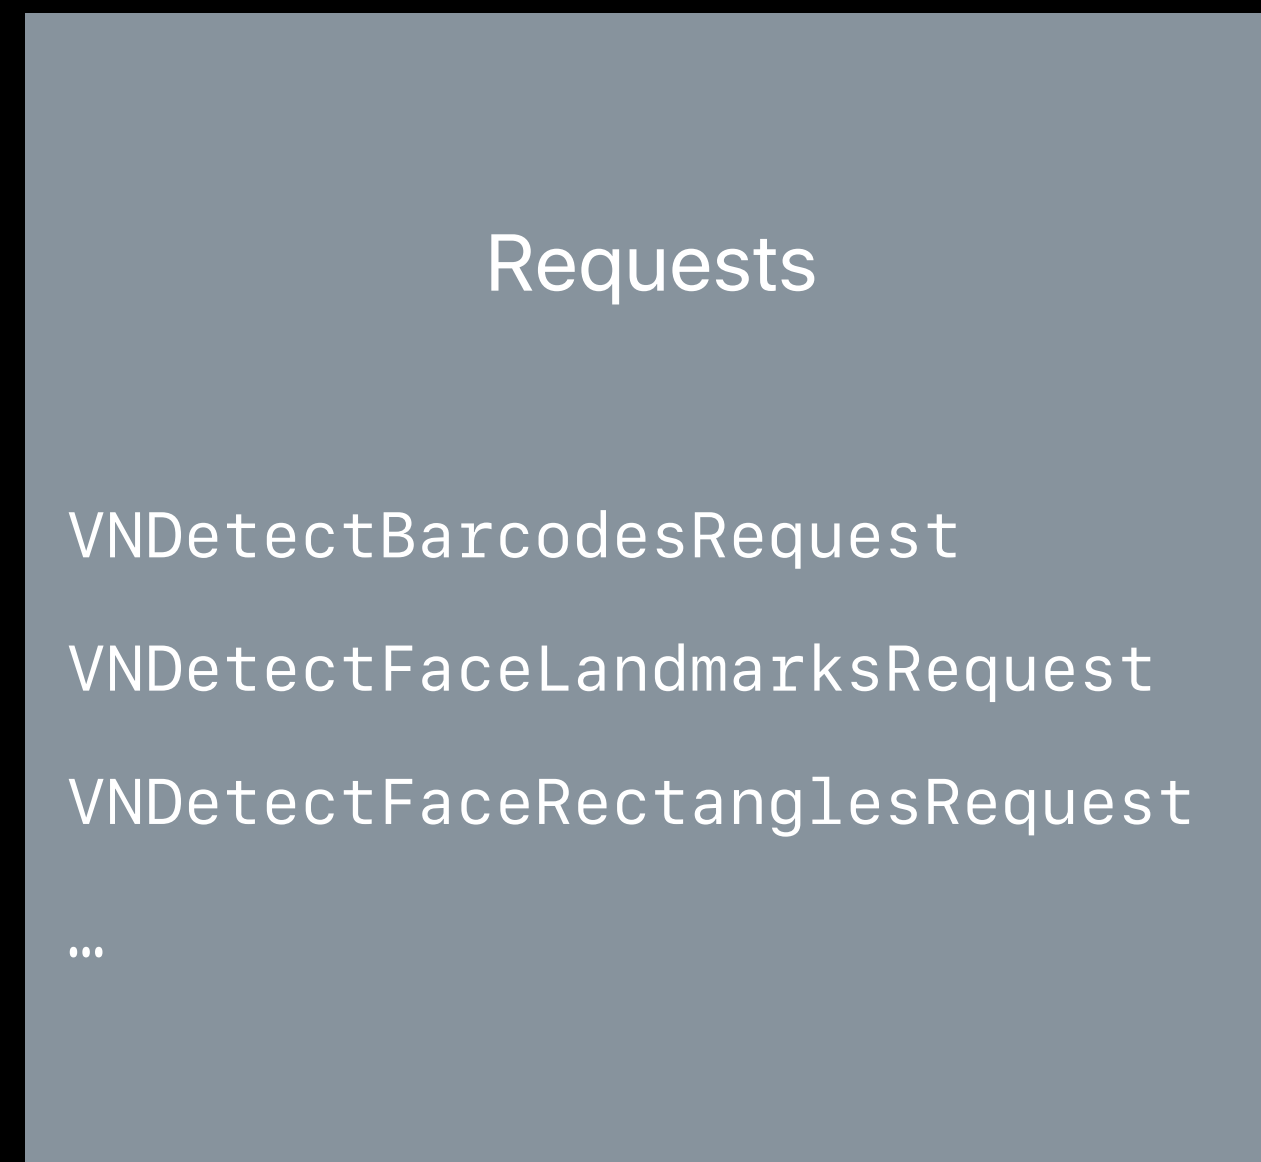 Requests
VNDetectBarcodesRequest
VNDetectFaceLandmarksRequest
VNDetectFaceRectanglesRequest
…